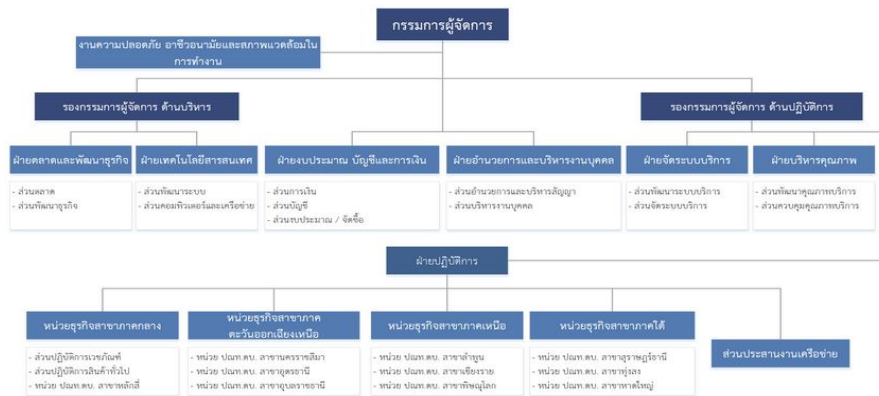 กรรมการผู้จัดการ
งานความปลอดภัย อาชีวอนามัยและสภาพแวดล้อมใน
การทำงาน
รองกรรมการผู้จัดการ ด้านบริหาร
รองกรรมการผู้จัดการ ด้านปฏิบัติการ
ฝ่ายตลาดและพัฒนาธุรกิจ
ฝ่ายเทคโนโลยีสารสนเทศ
ฝ่ายงบประมาณ บัญชีและการเงิน
ฝ่ายอำนวยการและบริหารงานบุคคล
ฝ่ายจัดระบบบริการ
ฝ่ายบริหารคุณภาพ
- ส่วนตลาด
- ส่วนพัฒนาธุรกิจ
- ส่วนพัฒนาระบบ
- ส่วนคอมพิวเตอร์และเครือข่าย
- ส่วนการเงิน
- ส่วนบัญชี
- ส่วนงบประมาณ / จัดซื้อ
- ส่วนอำนวยการและบริหารสัญญา
- ส่วนบริหารงานบุคคล
- ส่วนพัฒนาระบบบริการ
- ส่วนจัดระบบบริการ
- ส่วนพัฒนาคุณภาพบริการ
- ส่วนควบคุมคุณภาพบริการ
ฝ่ายปฏิบัติการ
หน่วยธุรกิจสาขาภาคกลาง
หน่วยธุรกิจสาขาภาค
ตะวันออกเฉียงเหนือ
หน่วยธุรกิจสาขาภาคเหนือ
หน่วยธุรกิจสาขาภาคใต้
ส่วนประสานงานเครือข่าย
- ส่วนปฏิบัติการเวชภัณฑ์
- ส่วนปฏิบัติการสินค้าทั่วไป
- หน่วย ปณท.ดบ. สาขาหลักสี่
- หน่วย ปณท.ดบ. สาขานครราชสีมา
- หน่วย ปณท.ดบ. สาขาอุดรธานี
- หน่วย ปณท.ดบ. สาขาอุบลราชธานี
- หน่วย ปณท.ดบ. สาขาลำพูน
- หน่วย ปณท.ดบ. สาขาเชียงราย
- หน่วย ปณท.ดบ. สาขาพิษณุโลก
- หน่วย ปณท.ดบ. สาขาสุราษฎร์ธานี
- หน่วย ปณท.ดบ. สาขาทุ่งสง
- หน่วย ปณท.ดบ. สาขาหาดใหญ่